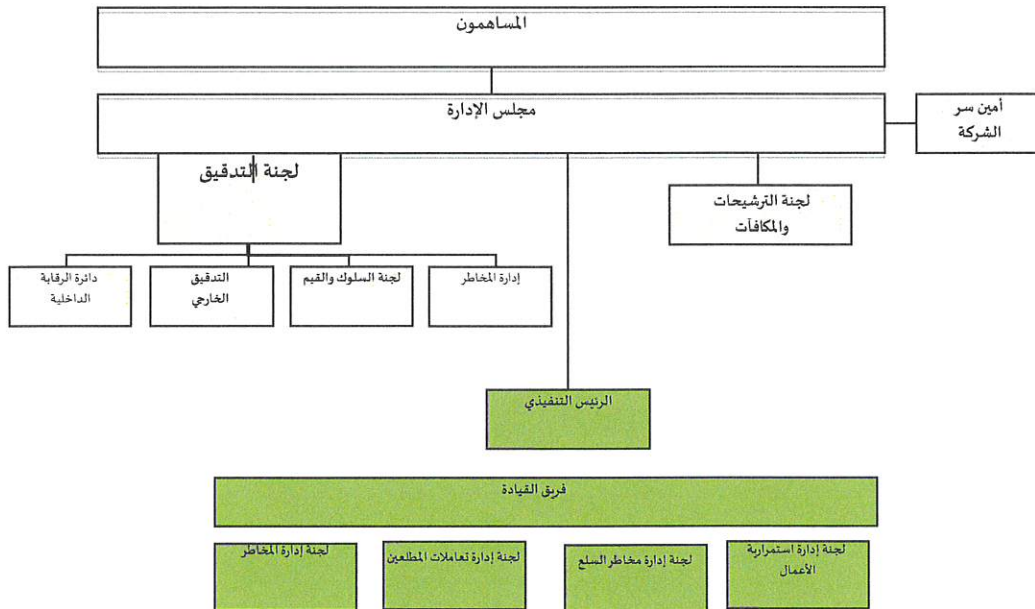 المساهمون
مجلس الإدارة
أمين سر
الشركة
لجنة التدقيق
لجنة الترشيحات
والمكافآت
إدارة المخاطر
لجنة السلوك والقيم
التدقيق
الخارجي
دائرة الرقابة
الداخلية
الرئيس التنفيذي
فريق القيادة
لجنة إدارة استمرارية
الأعمال
لجنة إدارة مخاطر السلع
لجنة إدارة تعاملات المطلعين
لجنة إدارة المخاطر